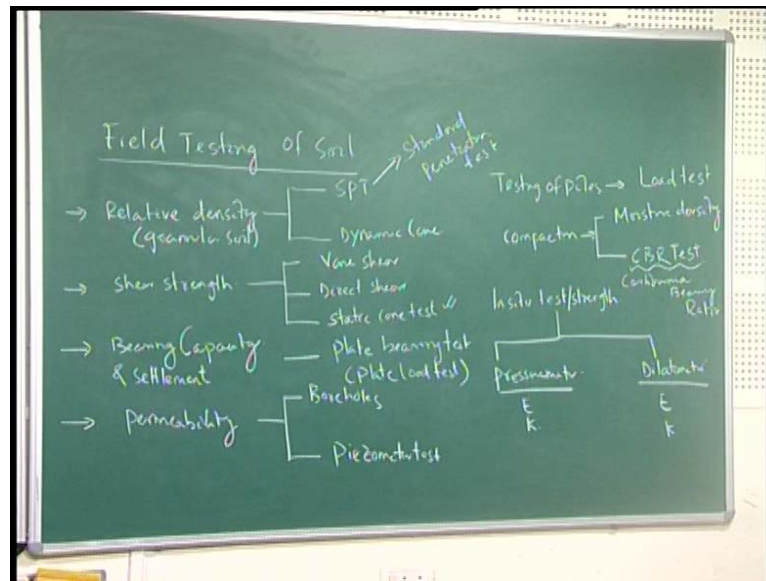 Field Testing of Soil
SPT → Standard
penetration
test
→ Relative density
(granular soil)
Dynamic Cone
→ Shear strength
Vane shear
Direct shear
Static cone test
→ Bearing Capacity
& settlement
Plate bearing test
(Plate load test)
→ permeability
Boreholes
Piezometer test
Testing of piles → Load test
Compaction →
Moisture density
CBR Test
California
Bearing
Ratio
Insitu test/strength
Pressuremeter
E
k
Dilatometer
E
k